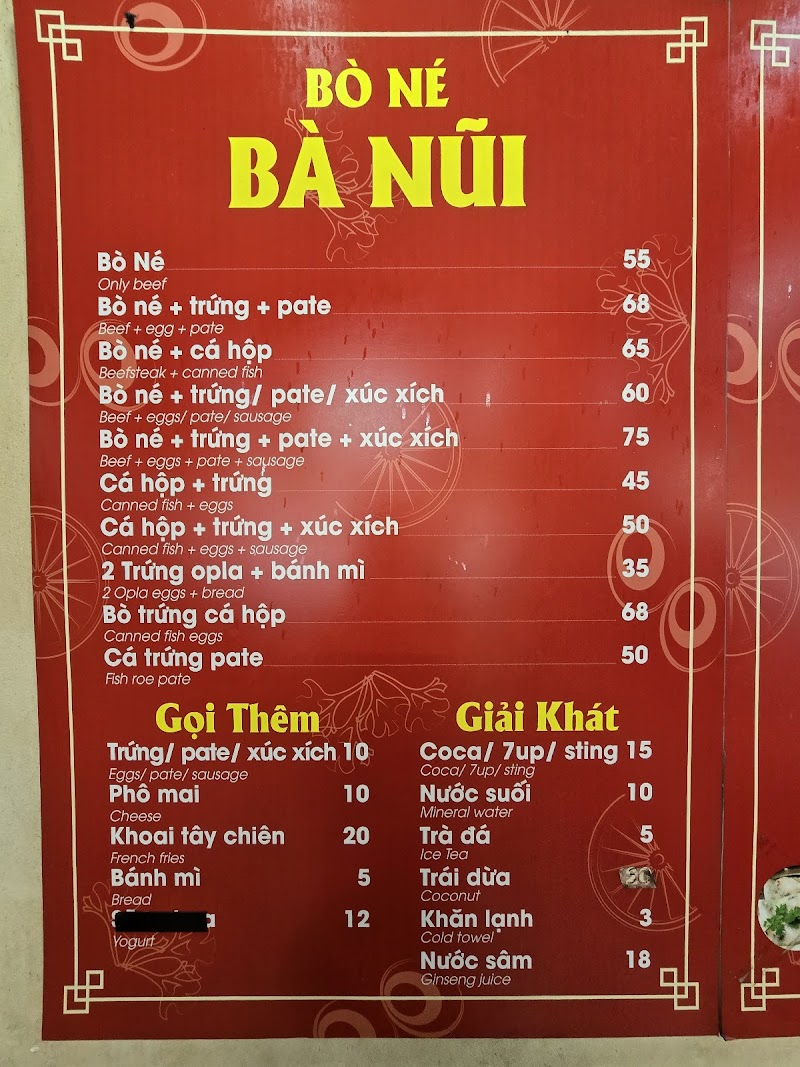 BÒ NÉ
BÀ NŨI
Bò Né 55
Only beef
Bò né + trứng + pate 68
Beef + egg + pate
Bò né + cá hộp 65
Beefsteak + canned fish
Bò né + trứng/ pate/ xúc xích 60
Beef + eggs/ pate/ sausage
Bò né + trứng + pate + xúc xích 75
Beef + eggs + pate + sausage
Cá hộp + trứng 45
Canned fish + eggs
Cá hộp + trứng + xúc xích 50
Canned fish + eggs + sausage
2 Trứng opla + bánh mì 35
2 Opla eggs + bread
Bò trứng cá hộp 68
Canned fish eggs
Cá trứng pate 50
Fish roe pate
Gọi Thêm
Trứng/ pate/ xúc xích 10
Eggs/ pate/ sausage
Phô mai 10
Cheese
Khoai tây chiên 20
French fries
Bánh mì 5
Bread
12
Yogurt
Giải Khát
Coca/ 7up/ sting 15
Coca/ 7up/ sting
Nước suối 10
Mineral water
Trà đá 5
Ice Tea
Trái dừa
Coconut
Khăn lạnh 3
Cold towel
Nước sâm 18
Ginseng juice